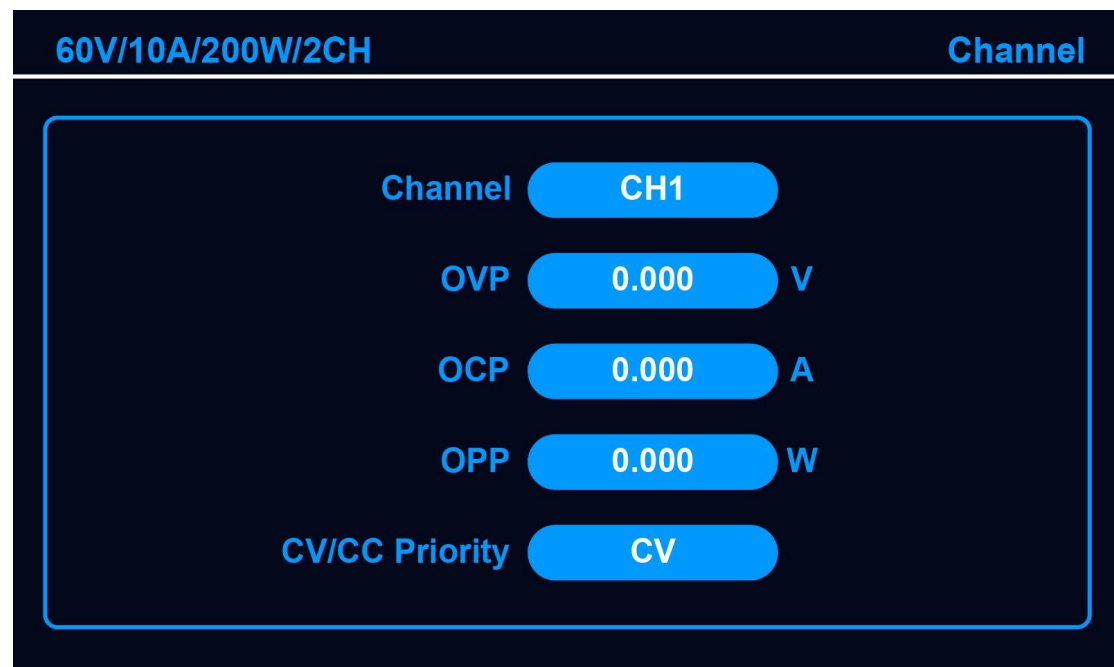 60V/10A/200W/2CH Channel
Channel CH1
OVP 0.000 V
OCP 0.000 A
OPP 0.000 W
CV/CC Priority CV